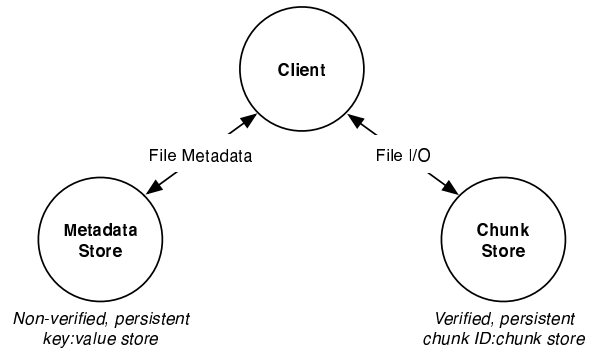 Client
File Metadata
File I/O
Metadata
Store
Chunk
Store
Non-verified, persistent
key:value store
Verified, persistent
chunk ID:chunk store